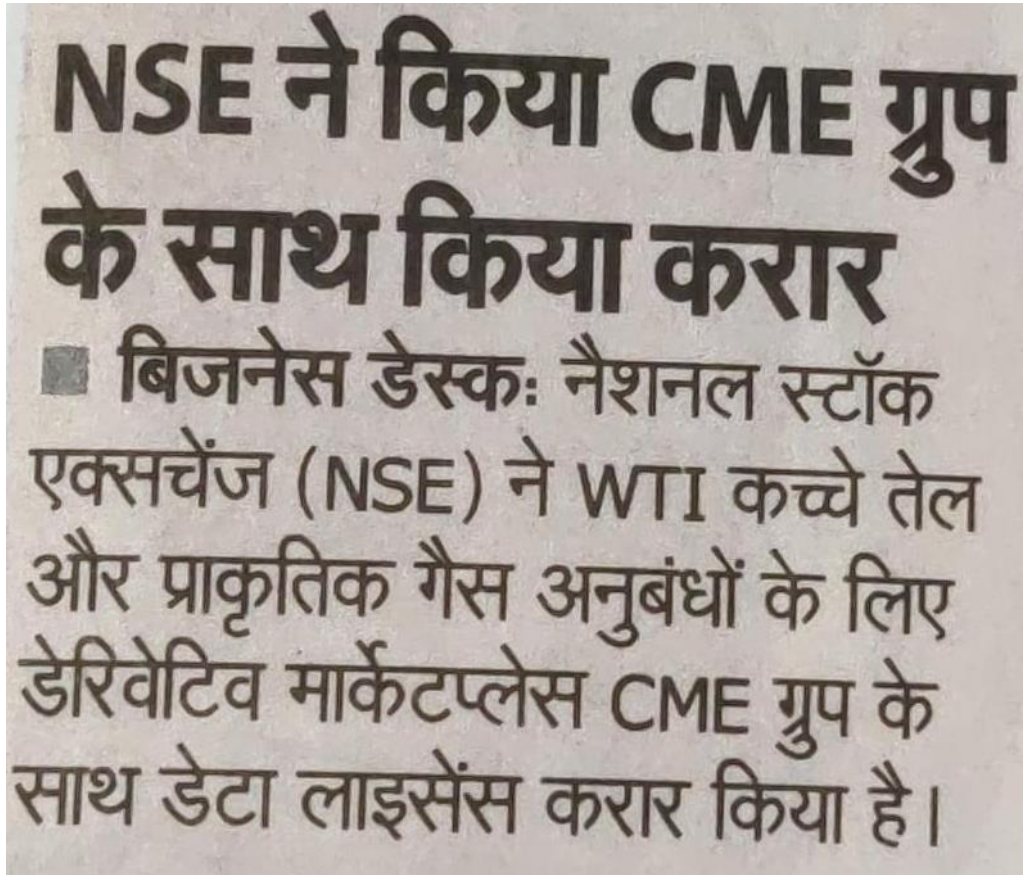 NSE ने किया CME ग्रुप
के साथ किया करार
बिजनेस डेस्क: नैशनल स्टॉक
एक्सचेंज (NSE) ने WTI कच्चे तेल
और प्राकृतिक गैस अनुबंधों के लिए
डेरिवेटिव मार्केटप्लेस CME ग्रुप के
साथ डेटा लाइसेंस करार किया है।